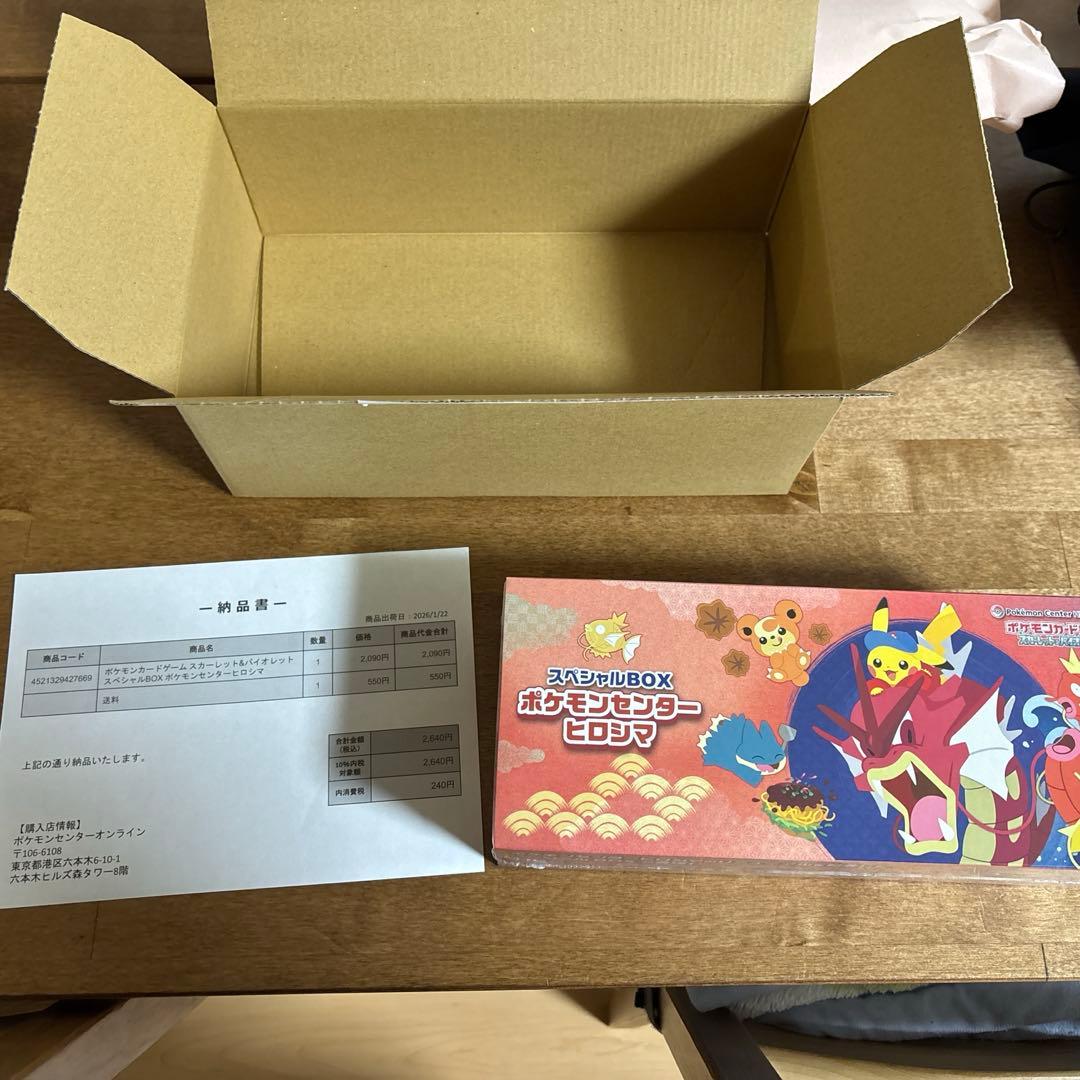 ー納品書ー
商品出荷日：2026/1/22
商品コード 商品名 数量 価格 商品代金合計
4521329427669 ポケモンカードゲーム スカーレット&バイオレット スペシャルBOX ポケモンセンターヒロシマ 1 2,090円 2,090円
送料 1 550円 550円
合計金額(税込) 2,640円
10%内税対象額 2,640円
内消費税 240円
上記の通り納品いたします。
【購入店情報】
ポケモンセンターオンライン
〒106-6108
東京都港区六本木6-10-1
六本木ヒルズ森タワー8階
スペシャルBOX
ポケモンセンター
ヒロシマ
Pokémon Center
ポケモンカード